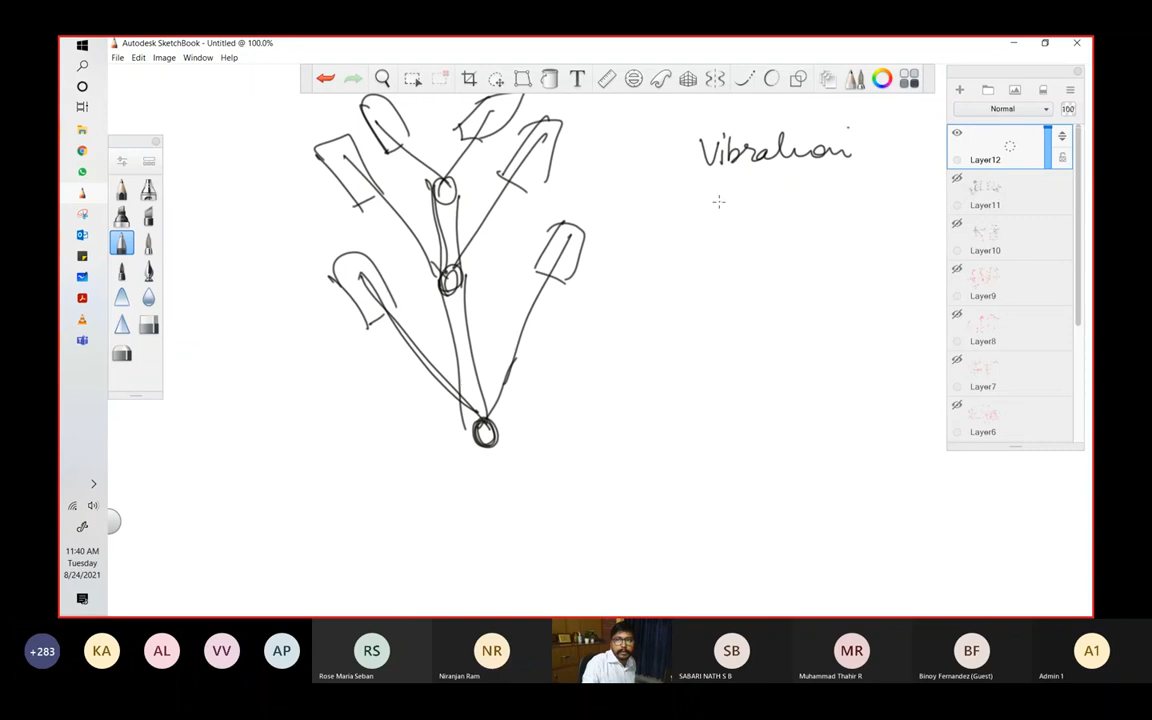 Autodesk SketchBook - Untitled @ 100.0%
File Edit Image Window Help
T
Normal
100
Vibration
Layer12
Layer11
Layer10
Layer9
Layer8
Layer7
Layer6
11:40 AM
Tuesday
8/24/2021
+283 KA AL VV AP RS NR SB MR BF A1
Rose Maria Seban Niranjan Ram SABARI NATH S B Muhammad Thahir R Binoy Fernandez (Guest) Admin 1